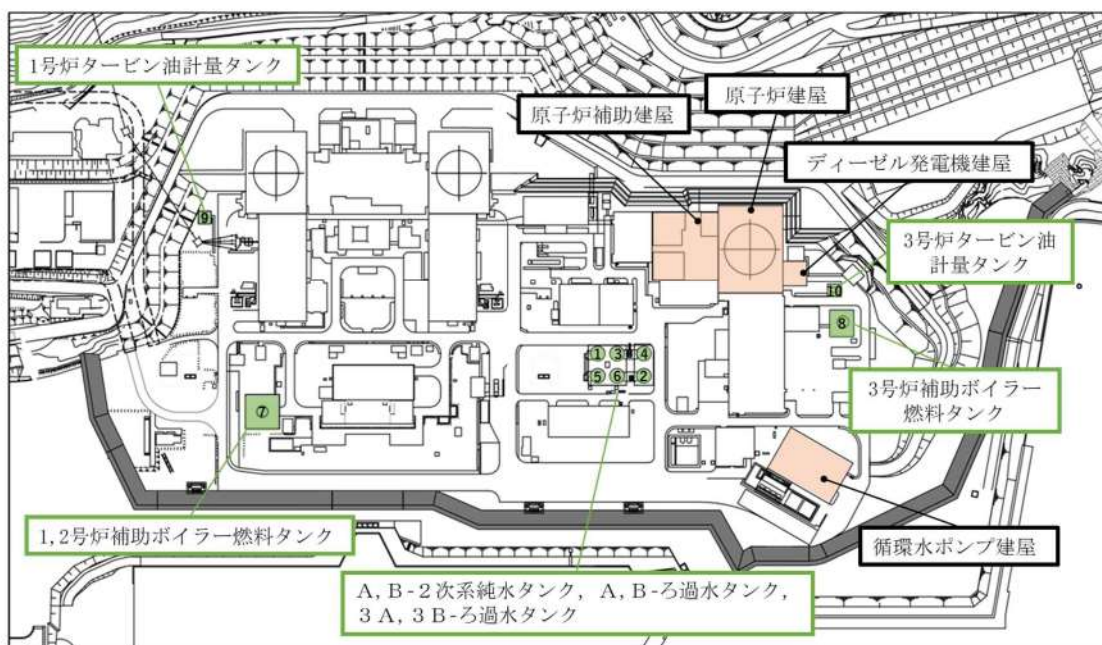 1号炉タービン油計量タンク
原子炉建屋
原子炉補助建屋
ディーゼル発電機建屋
⑨
3号炉タービン油
計量タンク
⑩
⑧
①③④
⑤⑥②
⑦
3号炉補助ボイラー
燃料タンク
1,2号炉補助ボイラー燃料タンク
循環水ポンプ建屋
A,B-2次系純水タンク, A,B-ろ過水タンク,
3A,3B-ろ過水タンク